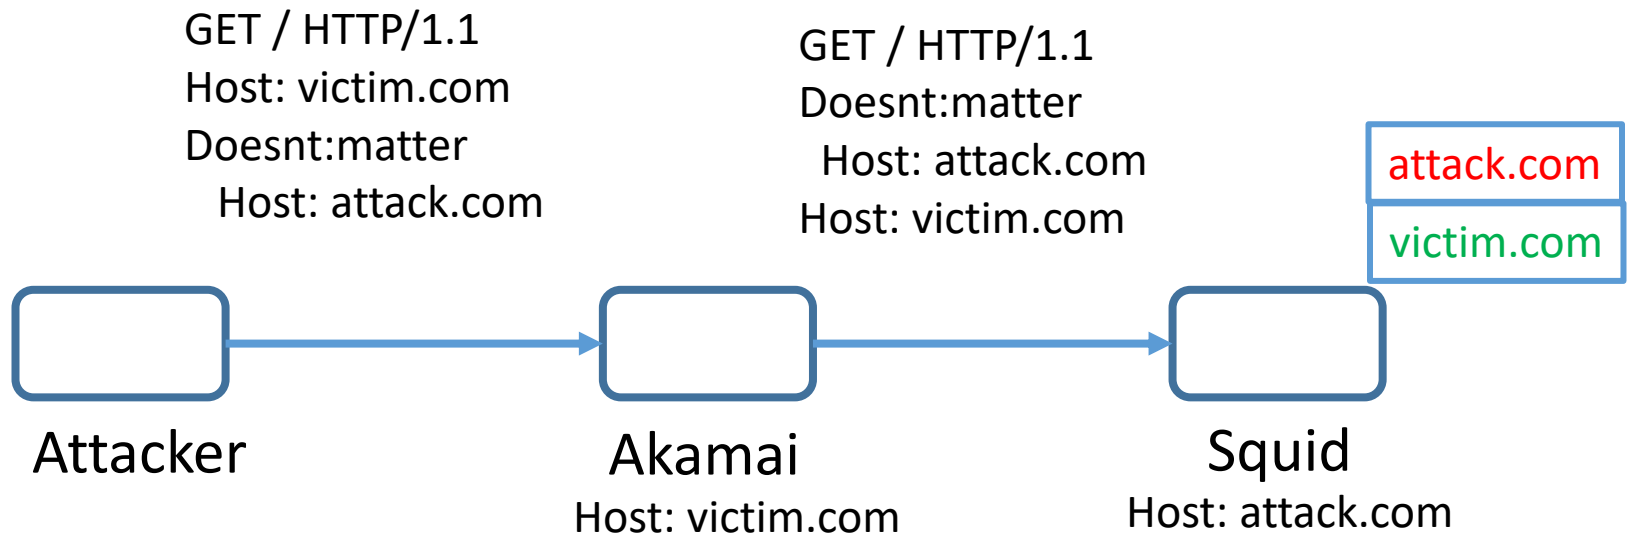 GET / HTTP/1.1
Host: victim.com
Doesnt:matter
Host: attack.com
GET / HTTP/1.1
Doesnt:matter
Host: attack.com
Host: victim.com
attack.com
victim.com
Attacker
Akamai
Host: victim.com
Squid
Host: attack.com